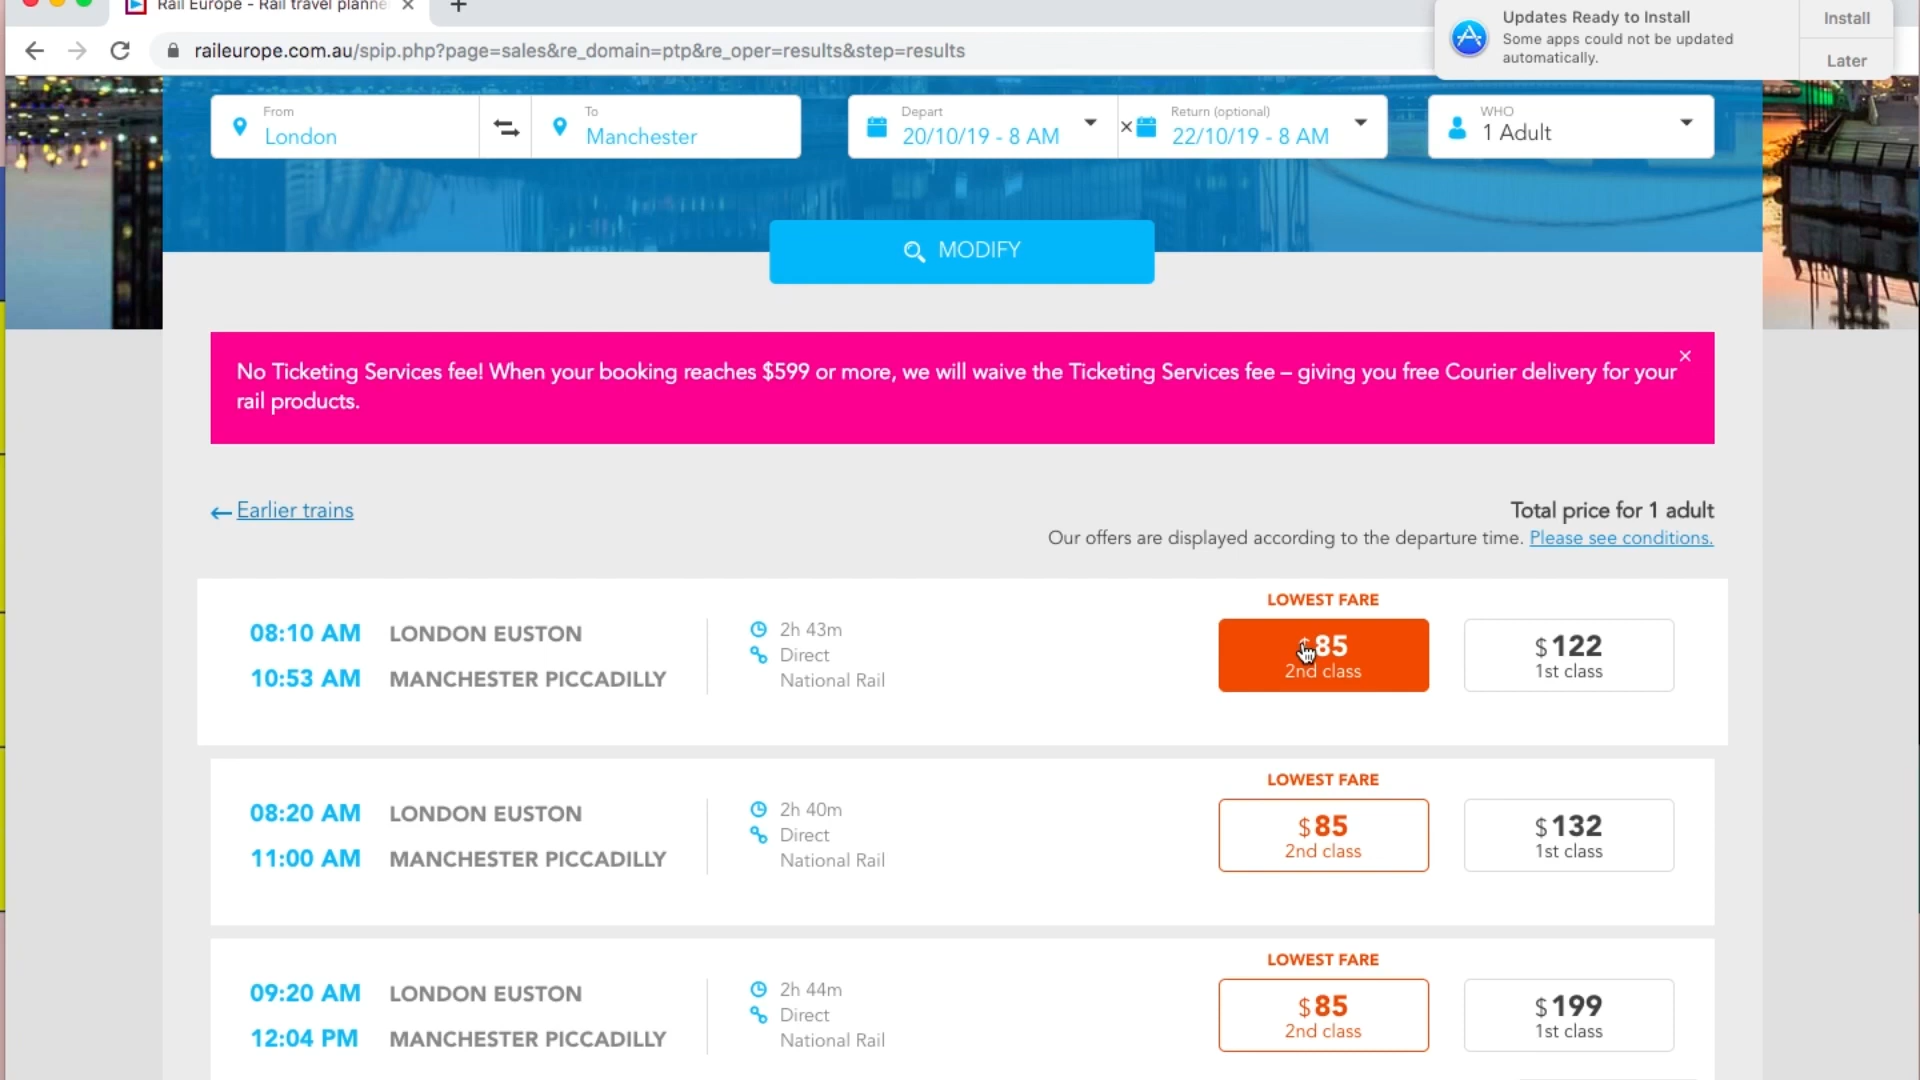 Rail Europe - Rail travel planne
Updates Ready to Install
Some apps could not be updated
automatically.
Install
Later
raileurope.com.au/spip.php?page=sales&re_domain=ptp&re_oper=results&step=results
From
London
To
Manchester
Depart
20/10/19 - 8 AM
Return (optional)
22/10/19 - 8 AM
WHO
1 Adult
MODIFY
No Ticketing Services fee! When your booking reaches $599 or more, we will waive the Ticketing Services fee – giving you free Courier delivery for your
rail products.
Earlier trains
Total price for 1 adult
Our offers are displayed according to the departure time. Please see conditions.
08:10 AM LONDON EUSTON
10:53 AM MANCHESTER PICCADILLY
2h 43m
Direct
National Rail
LOWEST FARE
$85
2nd class
$122
1st class
08:20 AM LONDON EUSTON
11:00 AM MANCHESTER PICCADILLY
2h 40m
Direct
National Rail
LOWEST FARE
$85
2nd class
$132
1st class
09:20 AM LONDON EUSTON
12:04 PM MANCHESTER PICCADILLY
2h 44m
Direct
National Rail
LOWEST FARE
$85
2nd class
$199
1st class